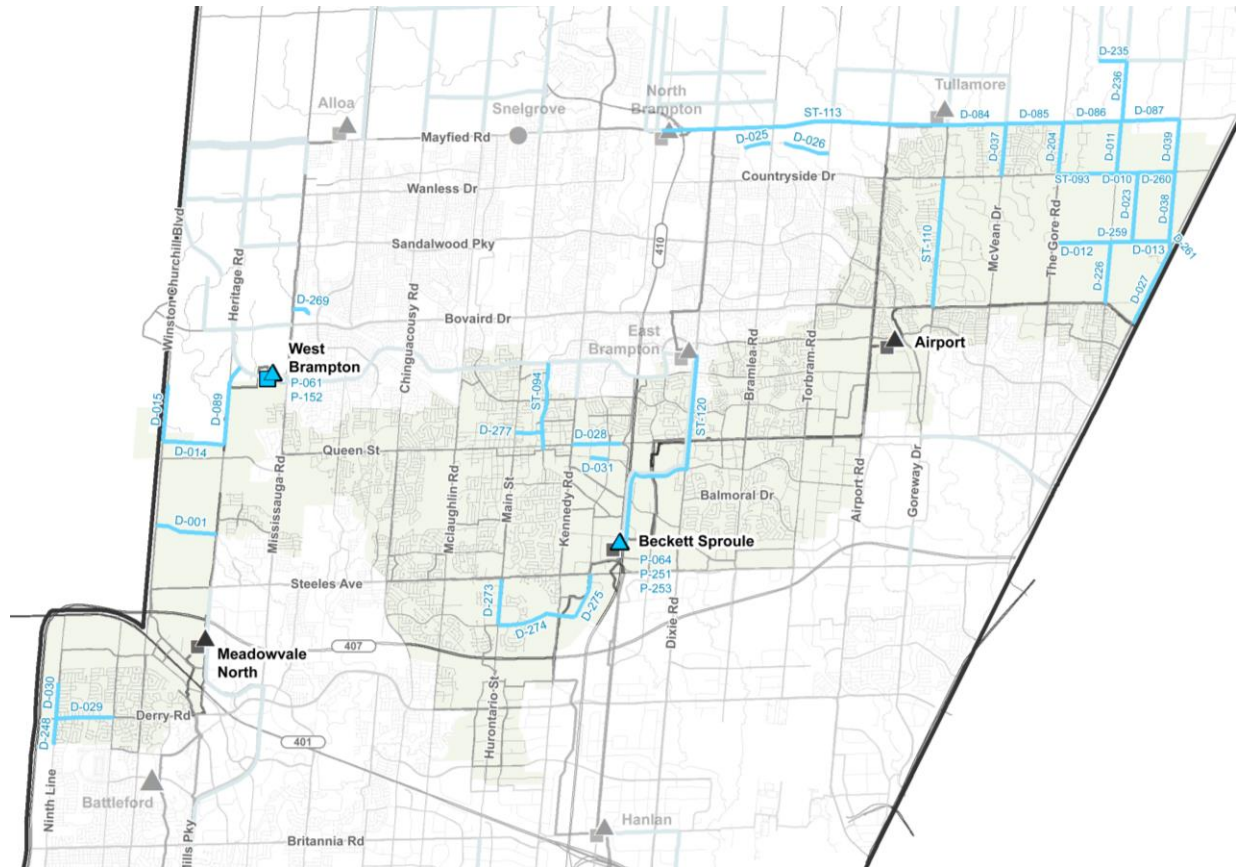 D-235
D-236
Tullamore
Alloa
Snelgrove
North
Brampton
ST-113
D-084
D-085
D-086
D-087
Mayfied Rd
D-025
D-026
D-037
D-204
D-011
D-039
Wanless Dr
Countryside Dr
ST-093
D-010
D-260
D-023
D-038
Winston Churchill Blvd
Heritage Rd
Sandalwood Pky
410
ST-110
McVean Dr
The Gore Rd
D-259
D-012
D-013
D-261
D-226
D-027
D-269
Chinguacousy Rd
Bovaird Dr
East
Brampton
Bramlea Rd
Torbram Rd
Airport
West
Brampton
P-061
P-152
D-015
D-089
ST-094
ST-120
D-277
D-028
D-014
Queen St
D-031
Mississauga Rd
Mclaughlin Rd
Main St
Kennedy Rd
Balmoral Dr
Airport Rd
Goreway Dr
D-001
Beckett Sproule
P-064
P-251
P-253
Steeles Ave
D-273
D-275
D-274
Dixie Rd
407
Meadowvale
North
D-030
D-029
D-248
Derry Rd
Hurontario St
401
Battleford
Ninth Line
Hanlan
Britannia Rd
ills Pky